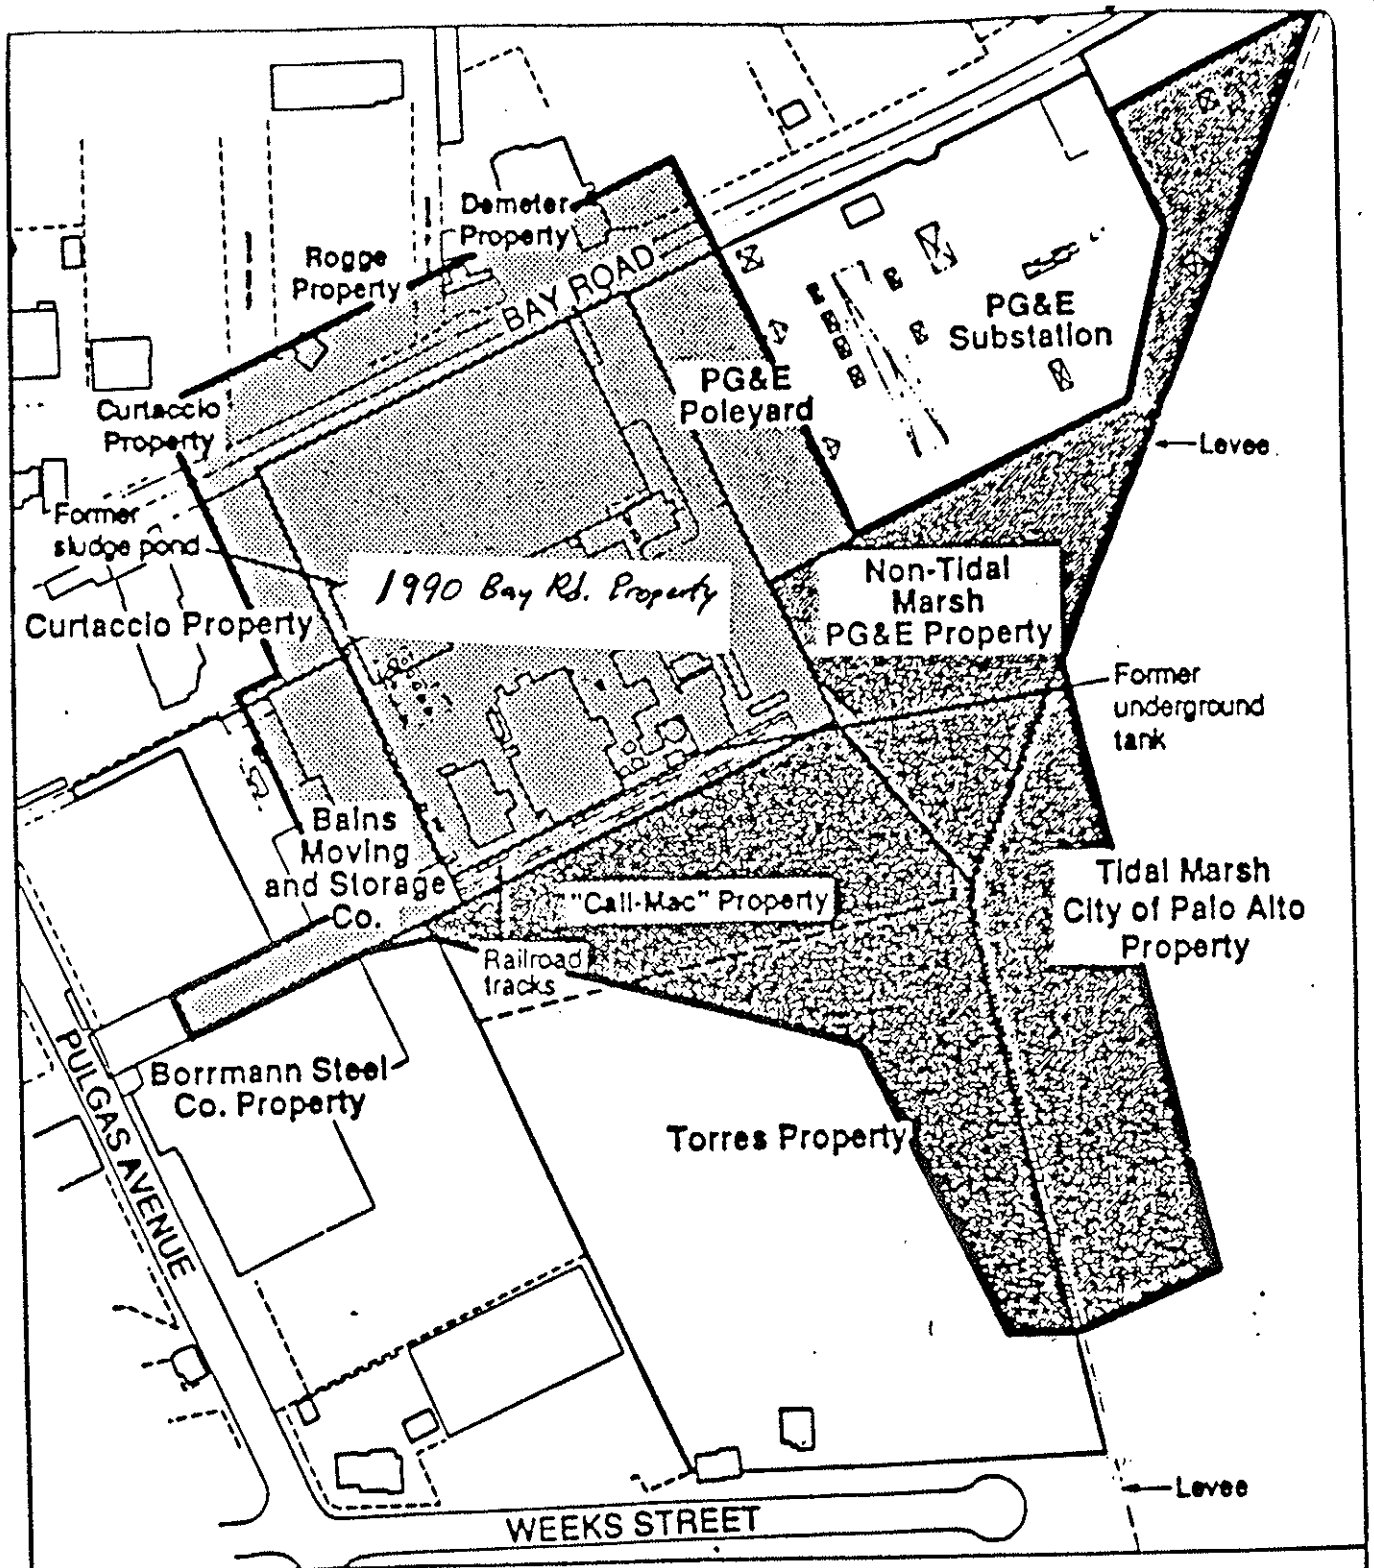 Demeter
Property
Rogge
Property
BAY ROAD
PG&E
Substation
PG&E
Poleyard
Curtaccio
Property
Levee
Former
sludge pond
1990 Bay Rd. Property
Non-Tidal
Marsh
PG&E Property
Curtaccio Property
Former
underground
tank
Bains
Moving
and Storage
Co.
"Call-Mac" Property
Tidal Marsh
City of Palo Alto
Property
Railroad
tracks
PULGAS AVENUE
Borrmann Steel
Co. Property
Torres Property
Levee
WEEKS STREET